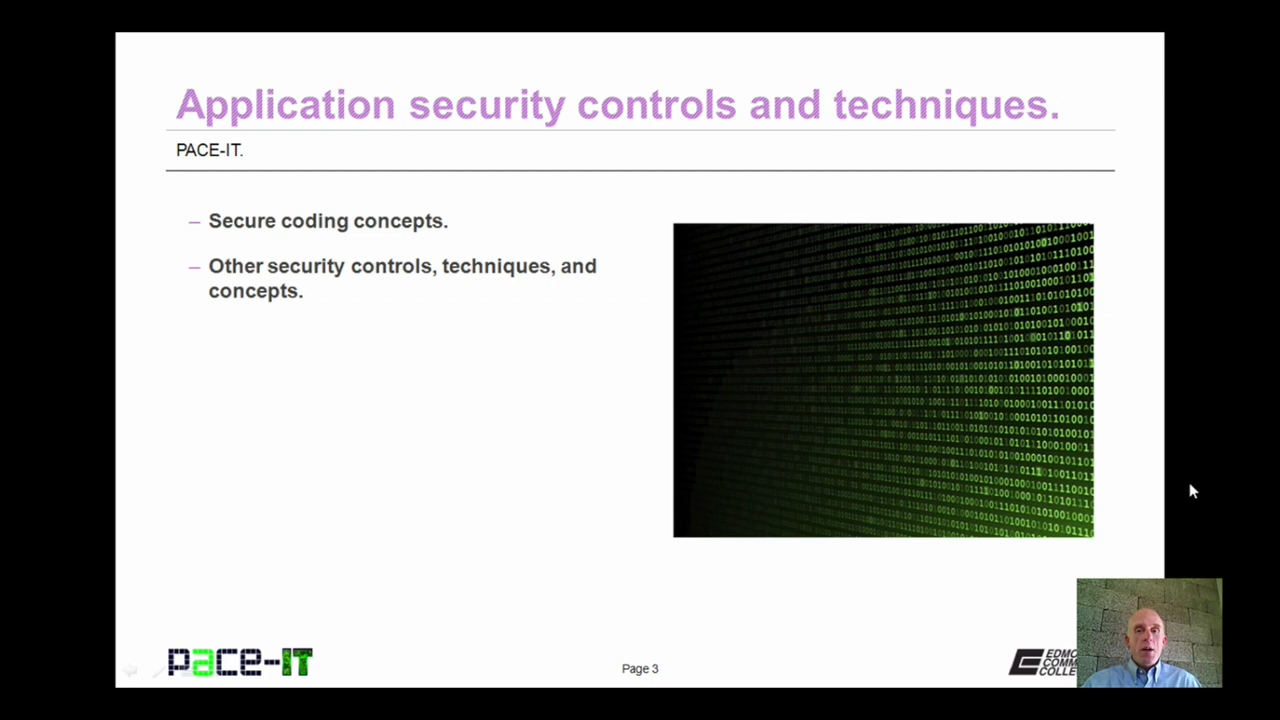 Application security controls and techniques.
PACE-IT.
– Secure coding concepts.
– Other security controls, techniques, and
concepts.
pace-IT
Page 3